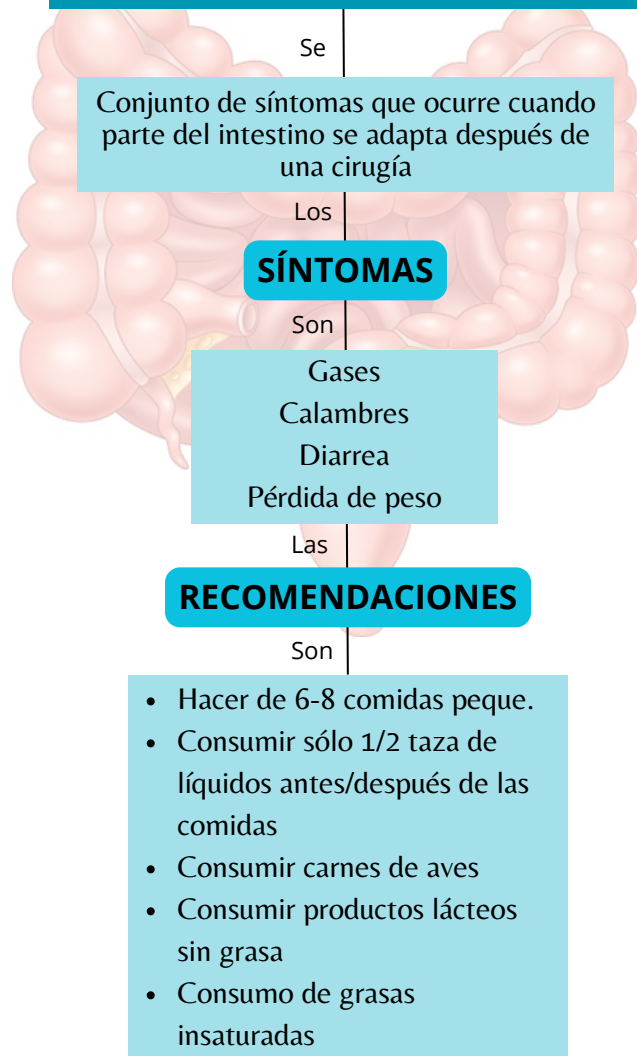 Se
Conjunto de síntomas que ocurre cuando
parte del intestino se adapta después de
una cirugía
Los
SÍNTOMAS
Son
Gases
Calambres
Diarrea
Pérdida de peso
Las
RECOMENDACIONES
Son
• Hacer de 6-8 comidas peque.
• Consumir sólo 1/2 taza de
líquidos antes/después de las
comidas
• Consumir carnes de aves
• Consumir productos lácteos
sin grasa
• Consumo de grasas
insaturadas